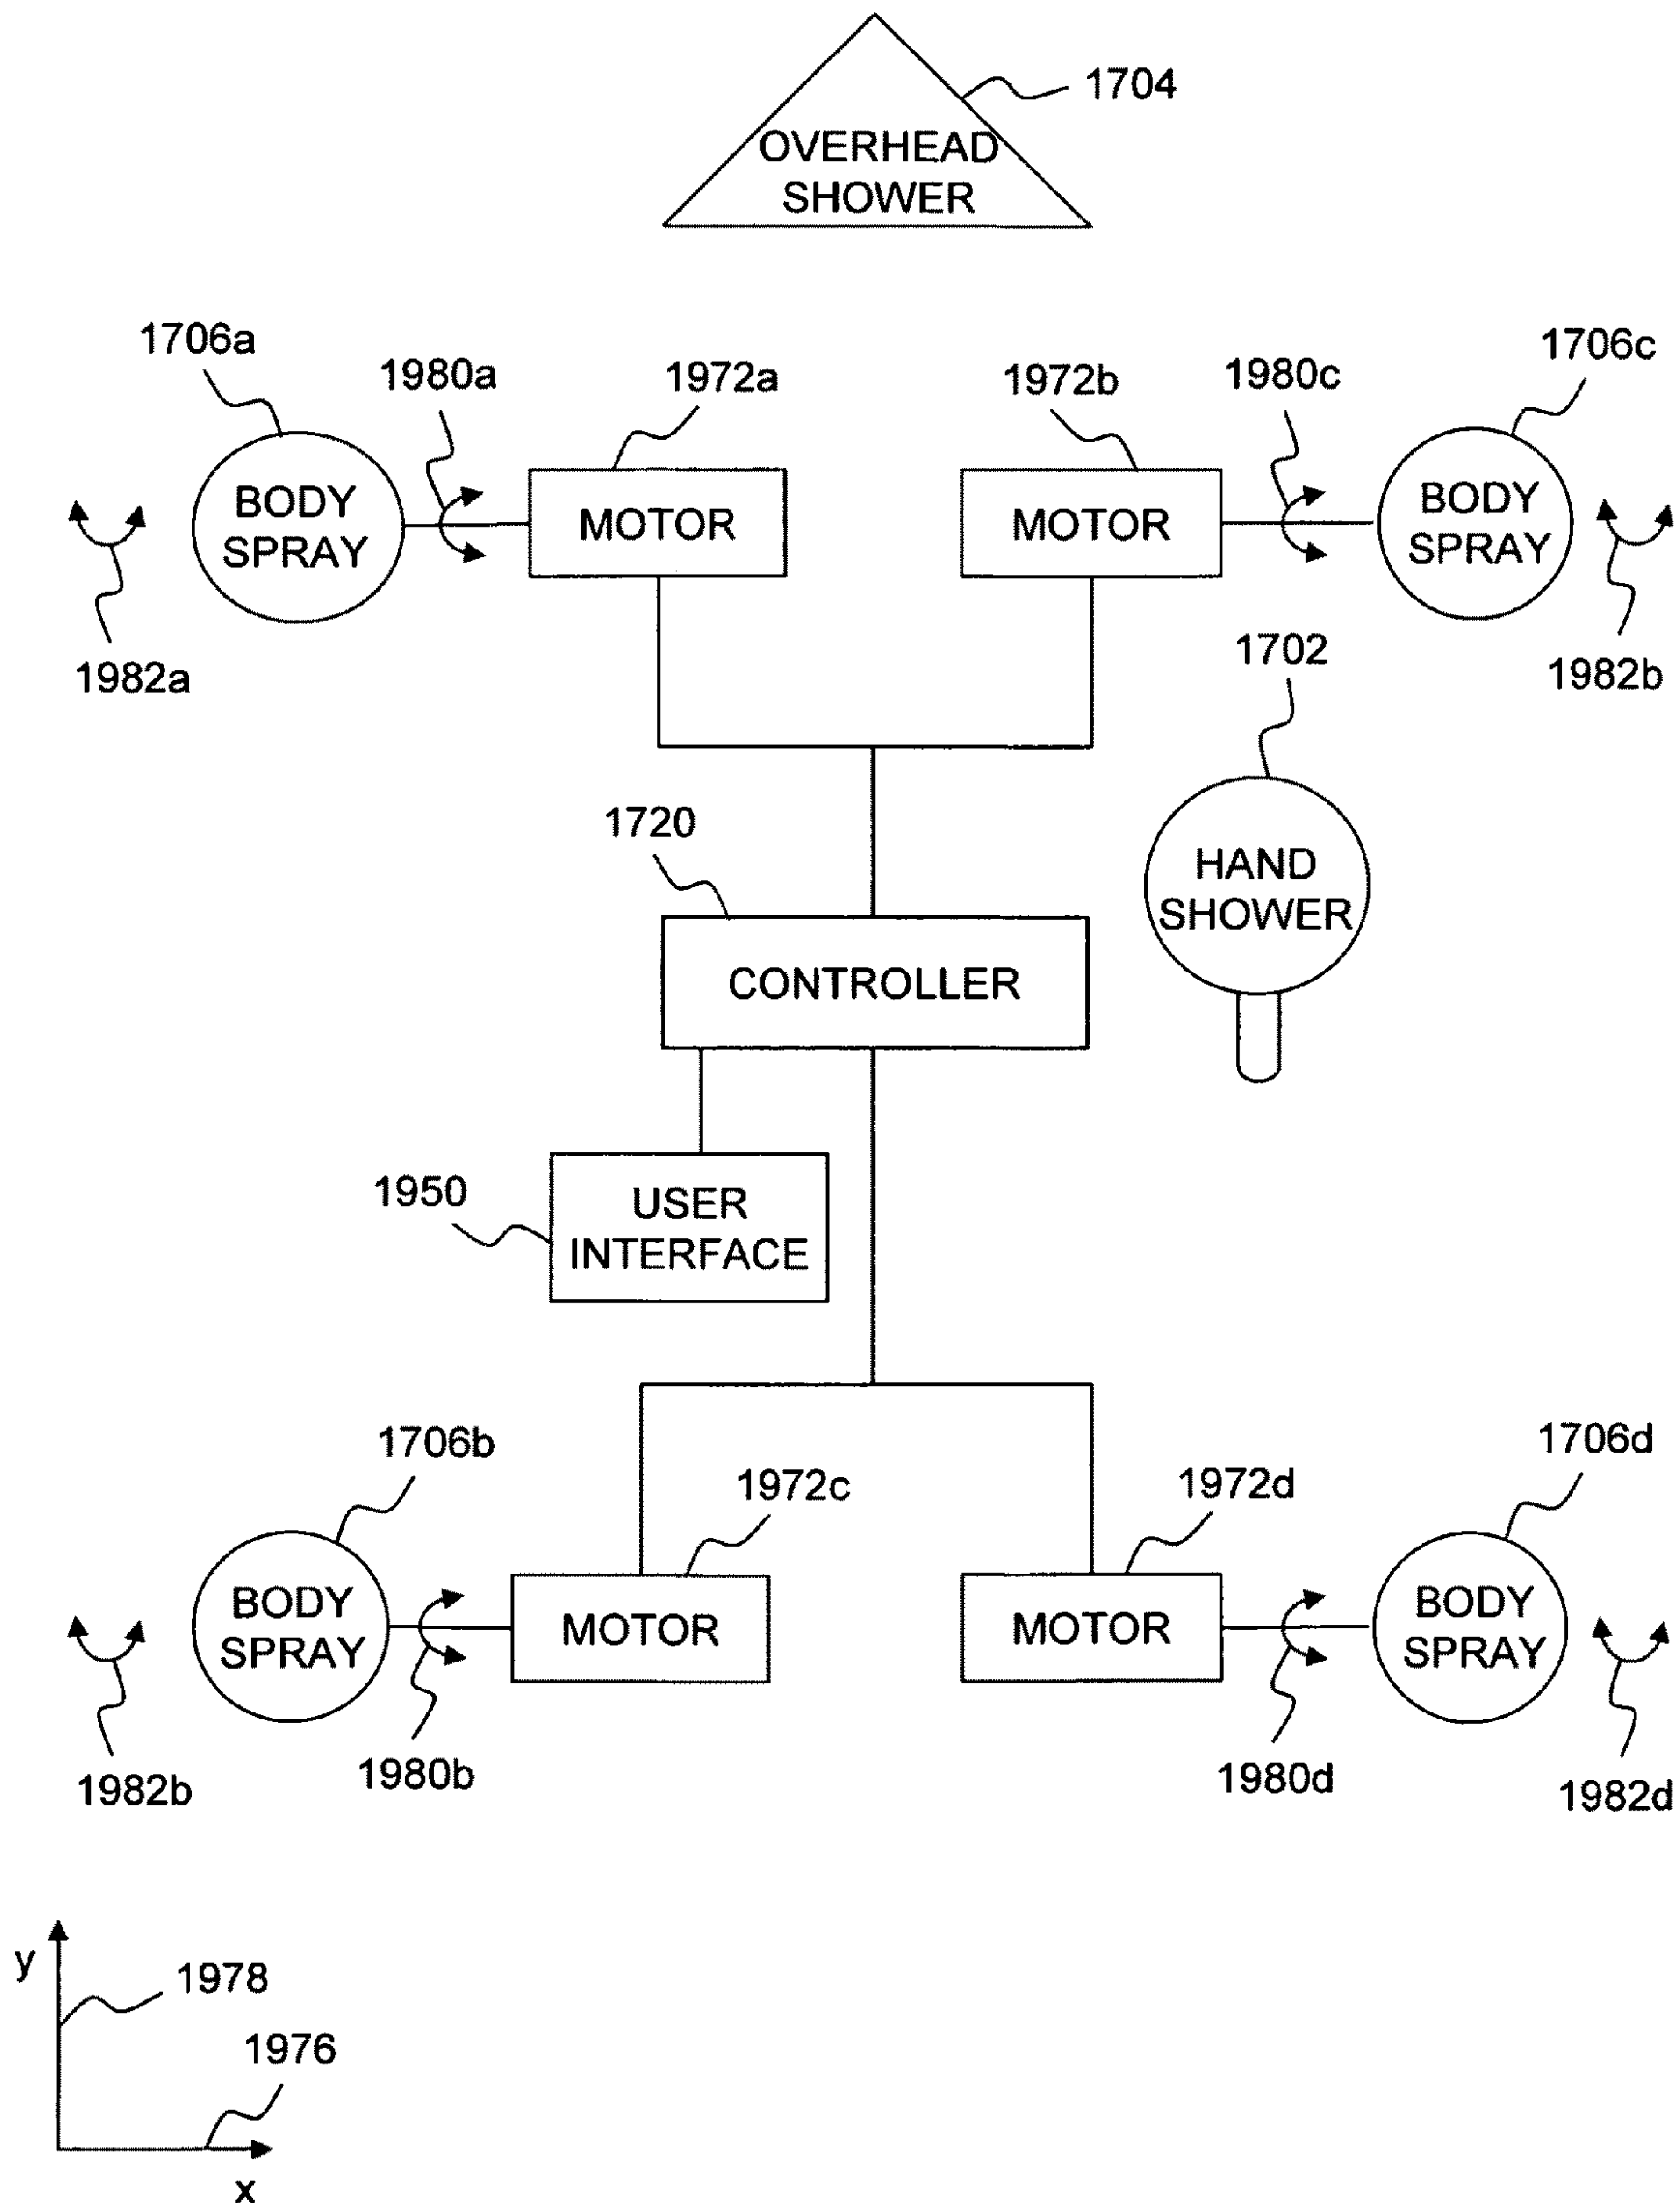 1704
OVERHEAD
SHOWER
1706a
1980a
1972a
1972b
1980c
1706c
BODY
SPRAY
MOTOR
MOTOR
BODY
SPRAY
1982a
1702
1982b
1720
HAND
SHOWER
CONTROLLER
1950
USER
INTERFACE
1706b
1972c
1972d
1706d
BODY
SPRAY
MOTOR
MOTOR
BODY
SPRAY
1982b
1980b
1980d
1982d
y
1978
1976
x